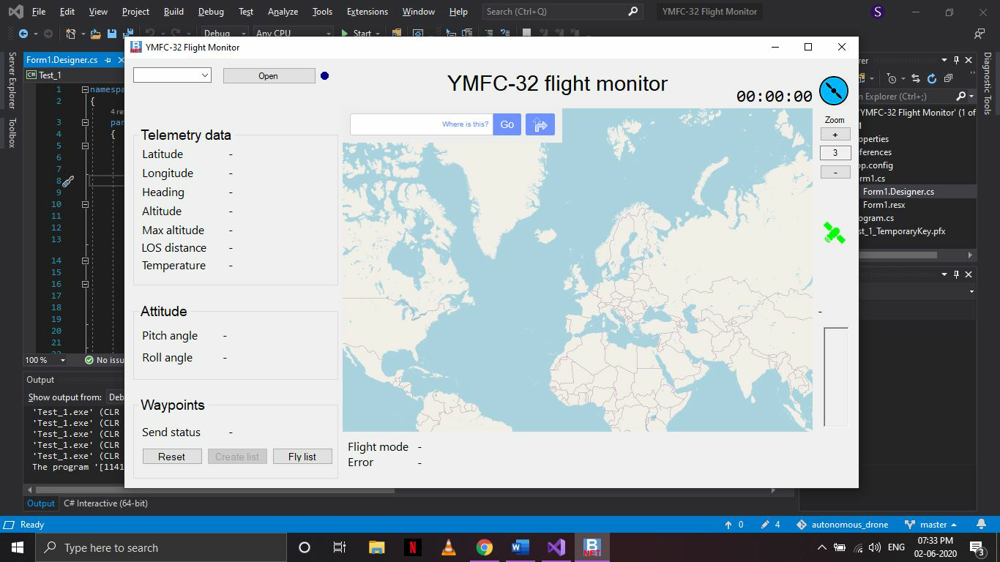 File Edit View Project Build Debug Test Analyze Tools Extensions Window Help Search (Ctrl+Q) YMFC-32 Flight Monitor S
Debug Any CPU Start
Form1.Designer.cs
YMFC-32 Flight Monitor
C# Test_1
Open
YMFC-32 flight monitor
00:00:00
Where is this? Go
Zoom
+
3
-
Telemetry data
Latitude -
Longitude -
Heading -
Altitude -
Max altitude -
LOS distance -
Temperature -
Attitude
Pitch angle -
Roll angle -
Waypoints
Send status -
Reset Create list Fly list
Flight mode -
Error -
-
Server Explorer
Toolbox
1 namespa
2 {
4 re
3 par
4 {
5
6
7
8
9
10
11
12
13
14
15
16
17
18
19
20
21
22
100 % No issu
Output
Show output from: Deb
'Test_1.exe' (CLR
'Test_1.exe' (CLR
'Test_1.exe' (CLR
'Test_1.exe' (CLR
'Test_1.exe' (CLR
The program '[1141
Output C# Interactive (64-bit)
rer
n Explorer (Ctrl+;)
'YMFC-32 Flight Monitor' (1 of
1
operties
eferences
pp.config
orm1.cs
Form1.Designer.cs
Form1.resx
ogram.cs
st_1_TemporaryKey.pfx
Diagnostic Tools
Ready 0 4 autonomous_drone master
Type here to search N W B NET ENG 07:33 PM
02-06-2020 3